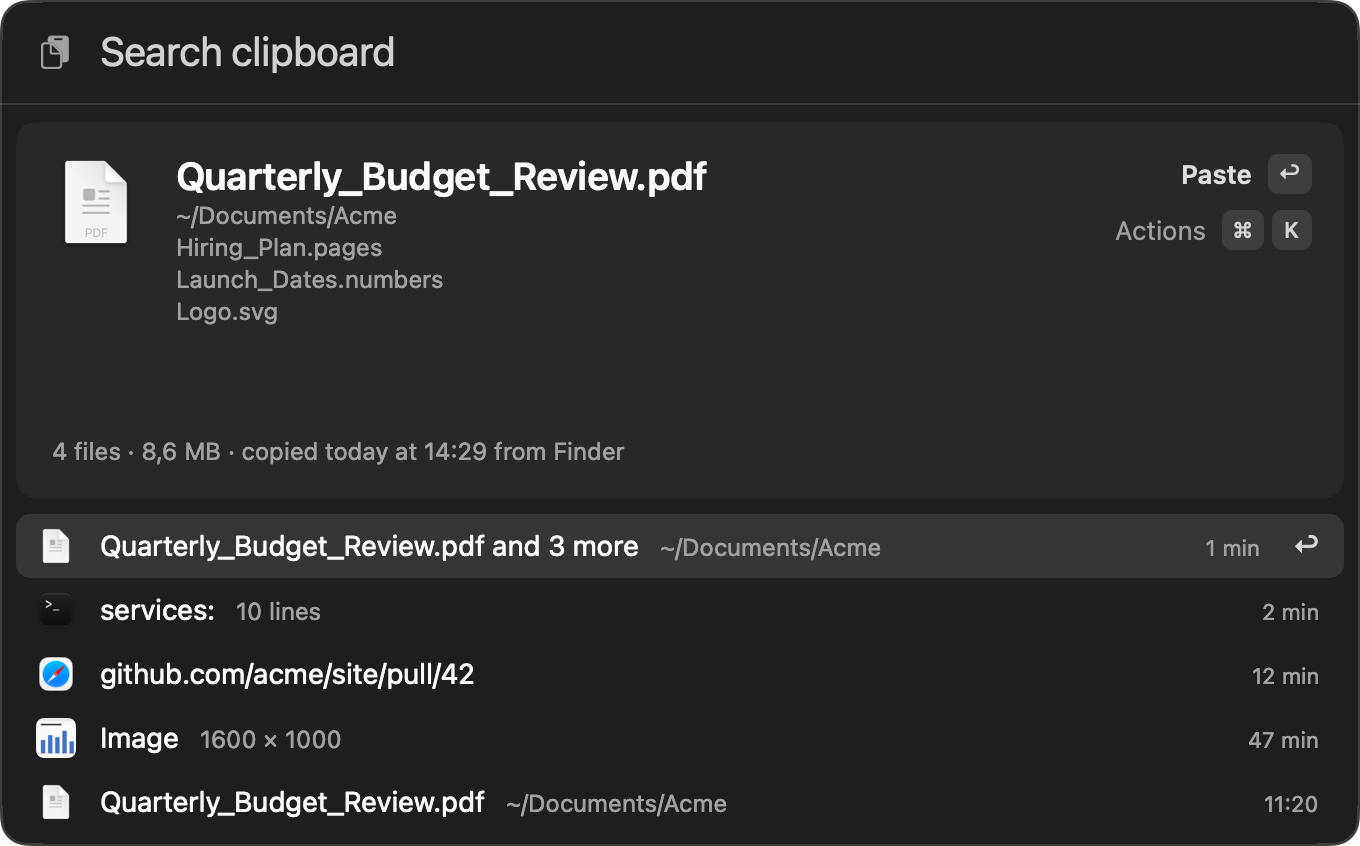 Search clipboard
Quarterly_Budget_Review.pdf
Paste ↩
~/Documents/Acme
Actions ⌘ K
Hiring_Plan.pages
Launch_Dates.numbers
Logo.svg
PDF
4 files · 8,6 MB · copied today at 14:29 from Finder
Quarterly_Budget_Review.pdf and 3 more ~/Documents/Acme 1 min ↩
>_ services: 10 lines 2 min
github.com/acme/site/pull/42 12 min
Image 1600 × 1000 47 min
Quarterly_Budget_Review.pdf ~/Documents/Acme 11:20